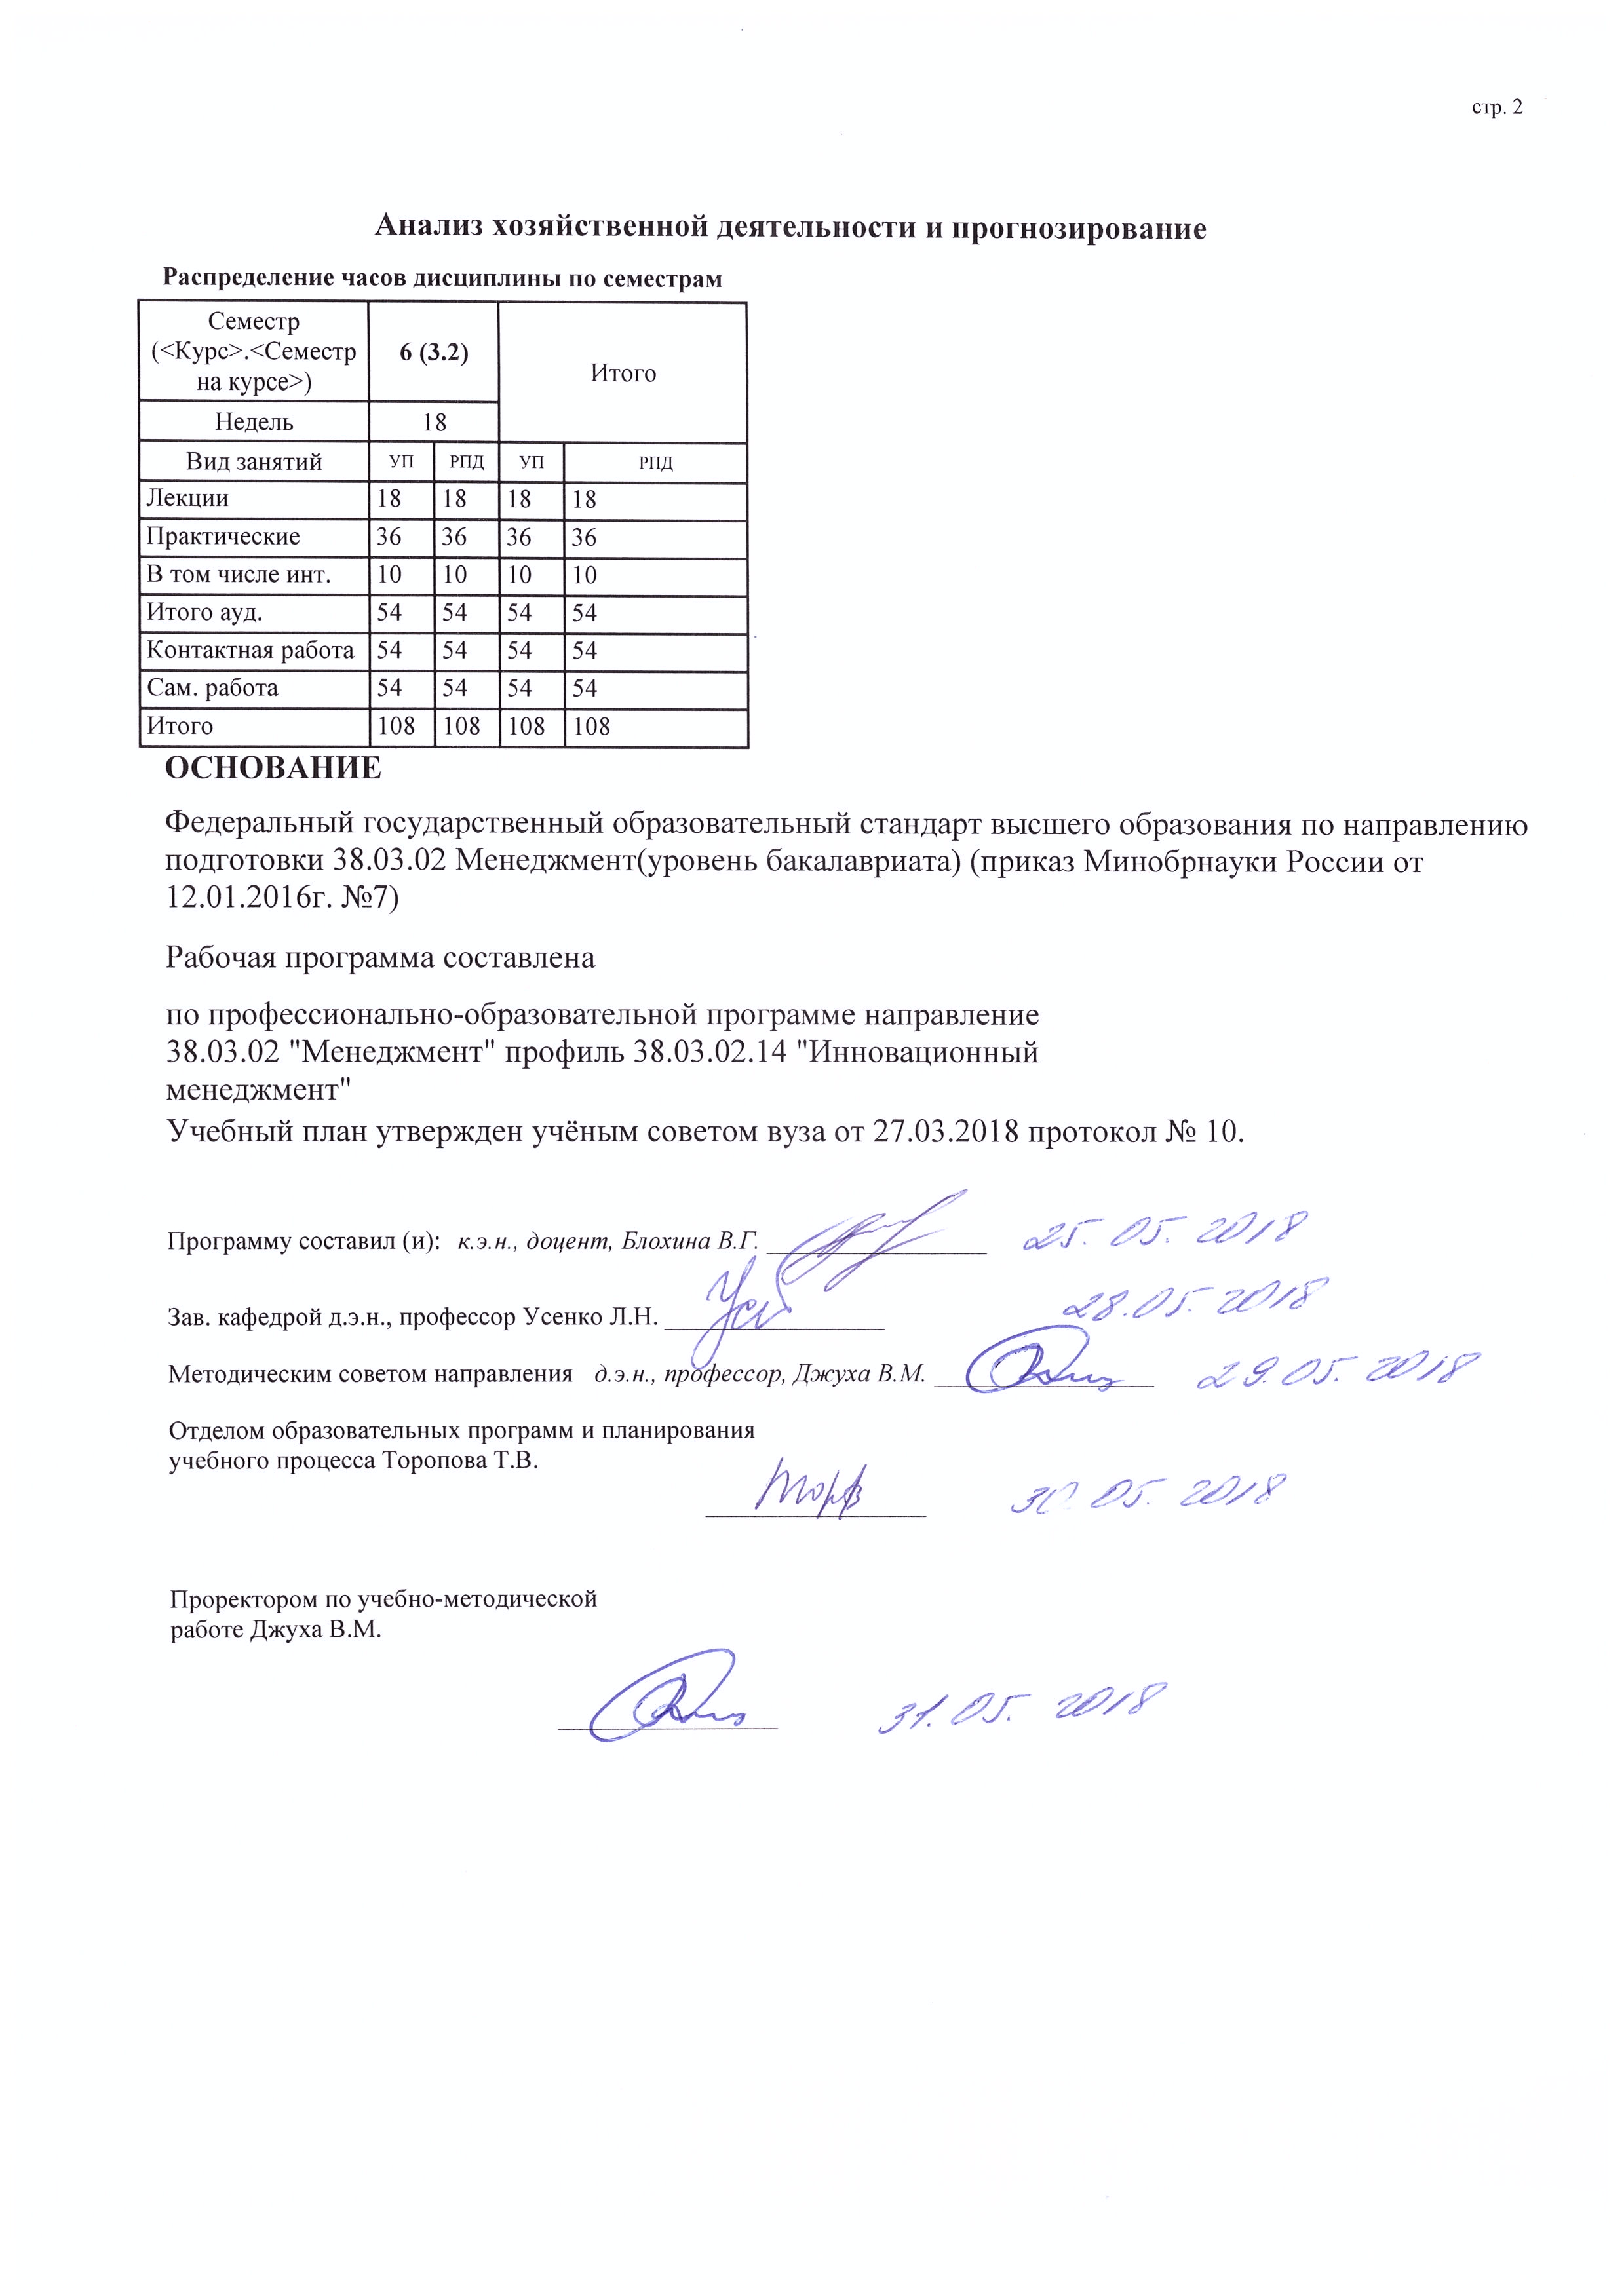 стр. 2
Анализ хозяйственной деятельности и прогнозирование
Распределение часов дисциплины по семестрам
Семестр
(<Курс>.<Семестр
на курсе>)
6 (3.2)
Итого
Недель 18
Вид занятий УП РПД УП РПД
Лекции 18 18 18 18
Практические 36 36 36 36
В том числе инт. 10 10 10 10
Итого ауд. 54 54 54 54
Контактная работа 54 54 54 54
Сам. работа 54 54 54 54
Итого 108 108 108 108
ОСНОВАНИЕ
Федеральный государственный образовательный стандарт высшего образования по направлению
подготовки 38.03.02 Менеджмент(уровень бакалавриата) (приказ Минобрнауки России от
12.01.2016г. №7)
Рабочая программа составлена
по профессионально-образовательной программе направление
38.03.02 "Менеджмент" профиль 38.03.02.14 "Инновационный
менеджмент"
Учебный план утвержден учёным советом вуза от 27.03.2018 протокол № 10.
Программу составил (и): к.э.н., доцент, Блохина В.Г. 25.05.2018
Зав. кафедрой д.э.н., профессор Усенко Л.Н. 28.05.2018
Методическим советом направления д.э.н., профессор, Джуха В.М. 29.05.2018
Отделом образовательных программ и планирования
учебного процесса Торопова Т.В.
30.05.2018
Проректором по учебно-методической
работе Джуха В.М.
31.05.2018